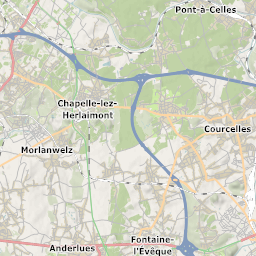 Pont-à-Celles
Chapelle-lez-
Herlaimont
Courcelles
Morlanwelz
Fontaine-
l'Évêque
Anderlues